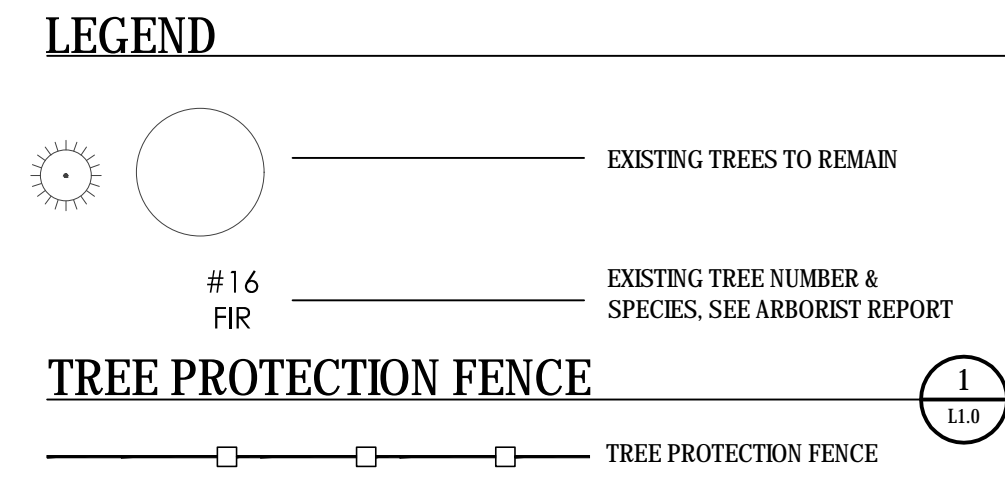 LEGEND
EXISTING TREES TO REMAIN
#16
FIR
EXISTING TREE NUMBER &
SPECIES, SEE ARBORIST REPORT
TREE PROTECTION FENCE
1
L1.0
TREE PROTECTION FENCE